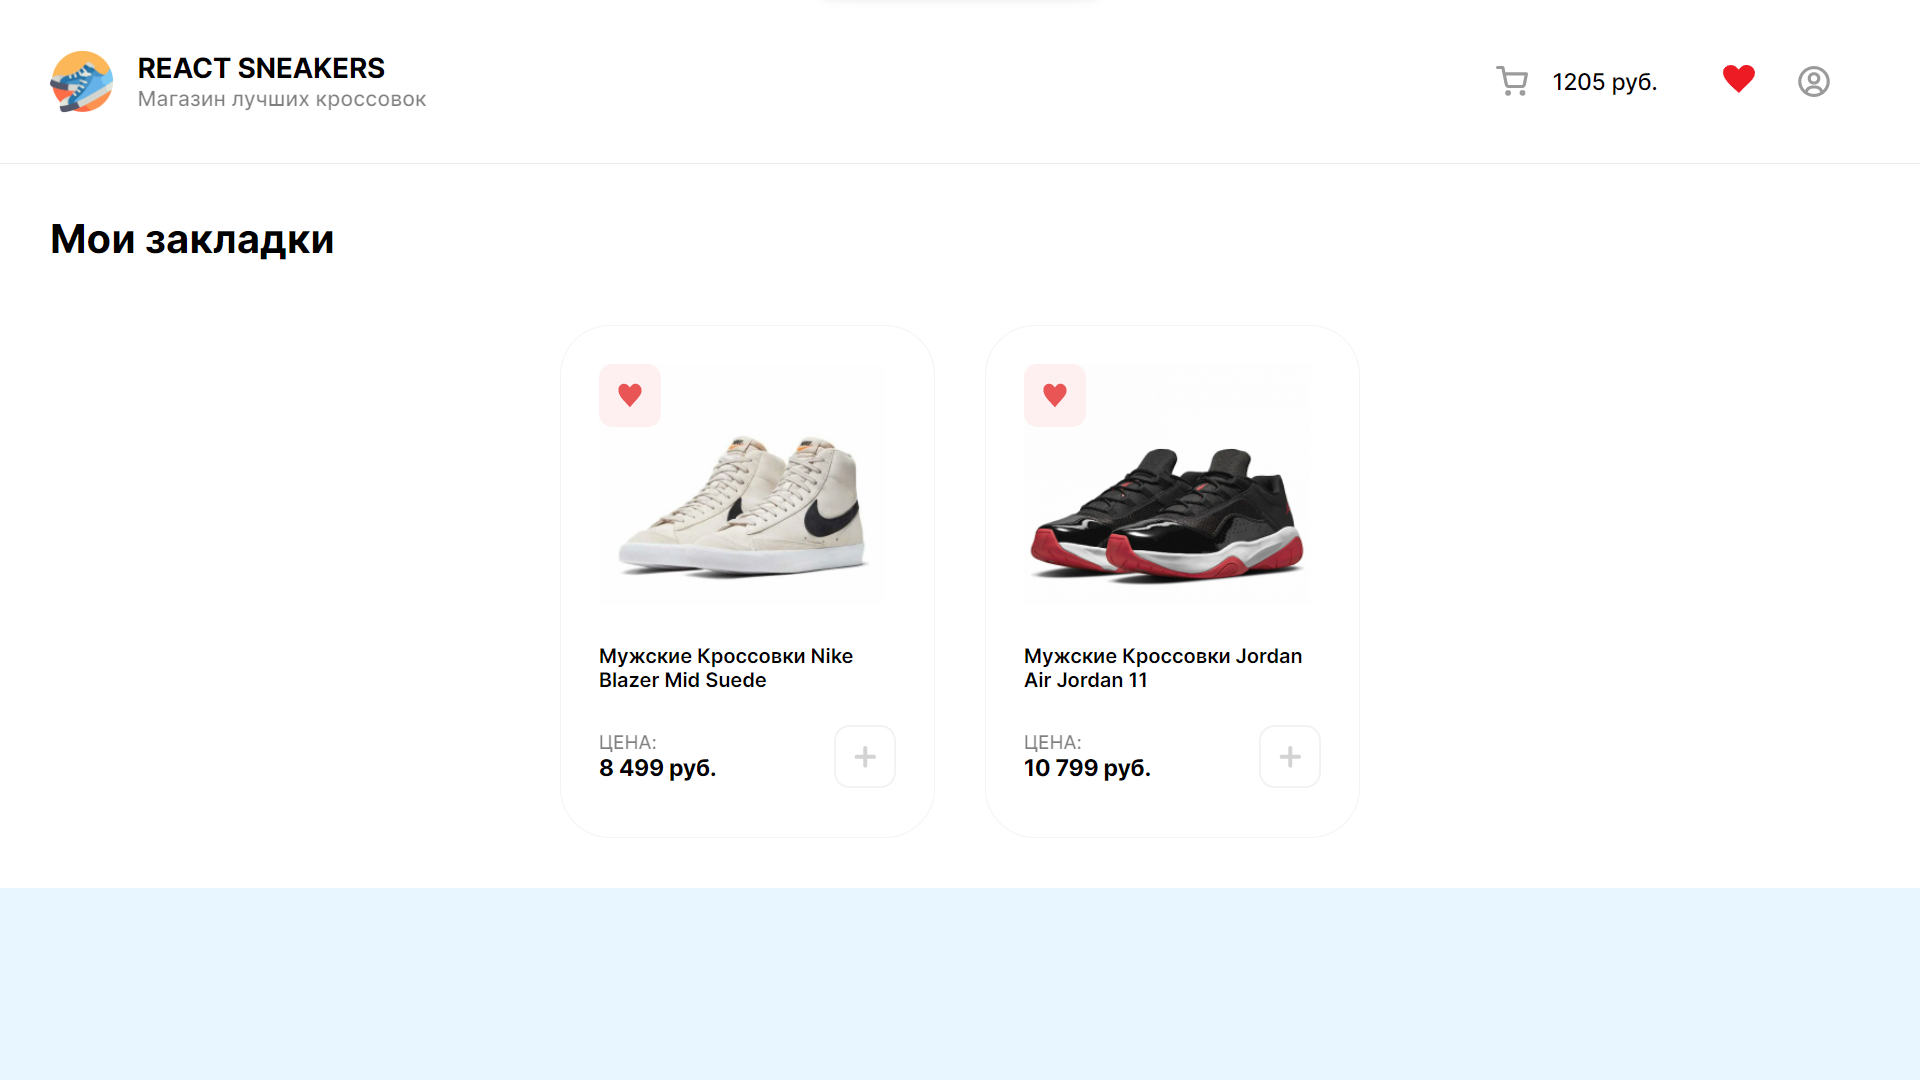 REACT SNEAKERS
Магазин лучших кроссовок
1205 руб.
Мои закладки
Мужские Кроссовки Nike
Blazer Mid Suede
ЦЕНА:
8 499 руб.
Мужские Кроссовки Jordan
Air Jordan 11
ЦЕНА:
10 799 руб.